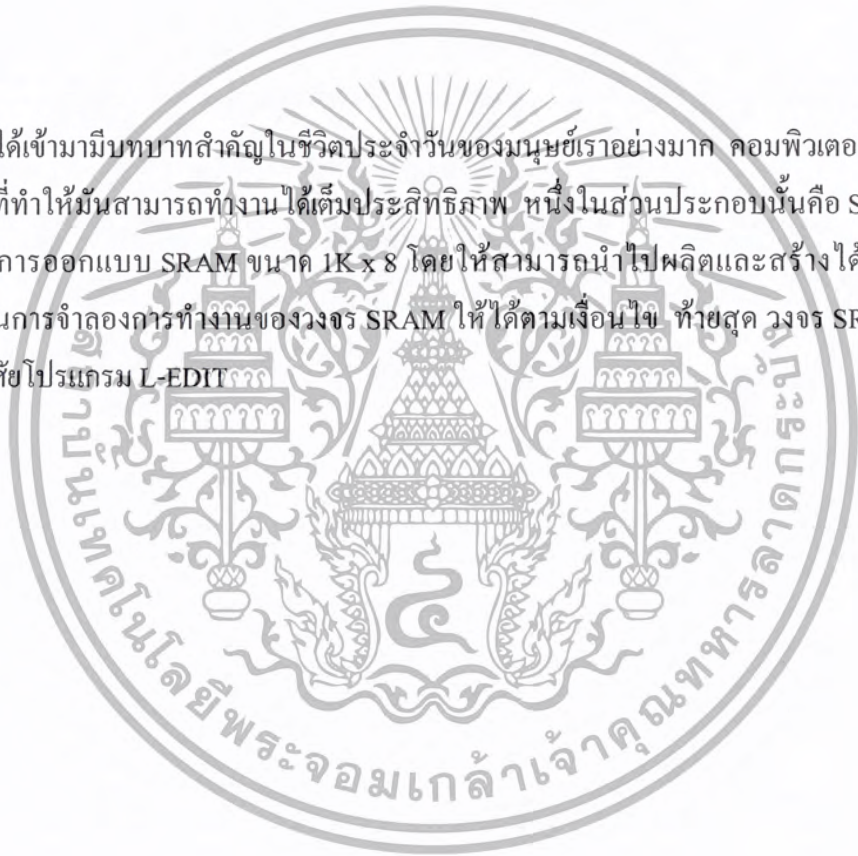 ได้เข้ามามีบทบาทสำคัญในชีวิตประจำวันของมนุษย์เราอย่างมาก คอมพิวเตอ
ที่ทำให้มันสามารถทำงานได้เต็มประสิทธิภาพ หนึ่งในส่วนประกอบนั้นคือ S
การออกแบบ SRAM ขนาด 1K x 8 โดยให้สามารถนำไปผลิตและสร้างได้
นการจำลองการทำงานของวงจร SRAM ให้ได้ตามเงื่อนไข ท้ายสุด วงจร SR
ศัยโปรแกรม L-EDIT
สถาบันเทคโนโลยีพระจอมเกล้าเจ้าคุณทหารลาดกระบัง